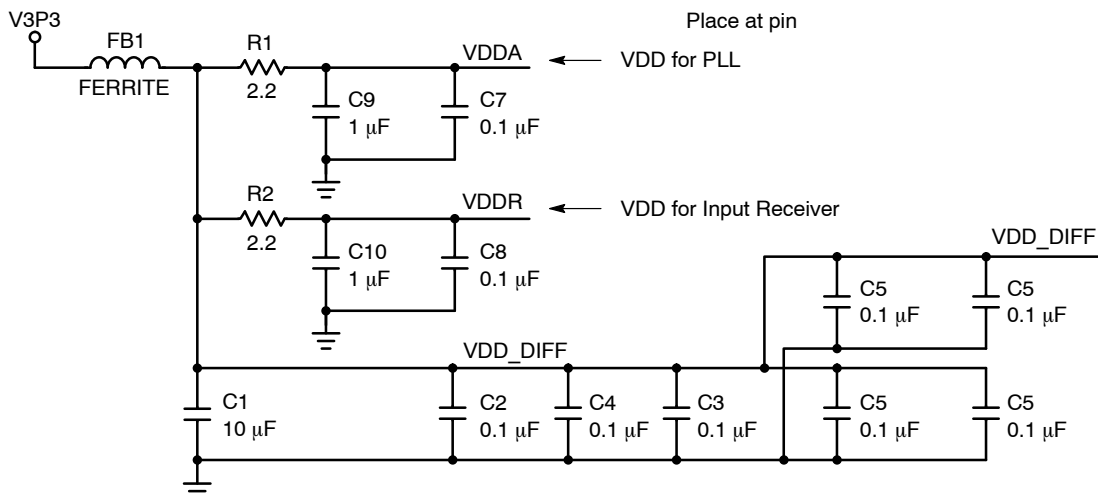 V3P3
Place at pin
FB1
R1
VDDA
VDD for PLL
FERRITE
2.2
C9
1 μF
C7
0.1 μF
R2
VDDR
VDD for Input Receiver
2.2
C10
1 μF
C8
0.1 μF
VDD_DIFF
C5
0.1 μF
C5
0.1 μF
VDD_DIFF
C1
10 μF
C2
0.1 μF
C4
0.1 μF
C3
0.1 μF
C5
0.1 μF
C5
0.1 μF